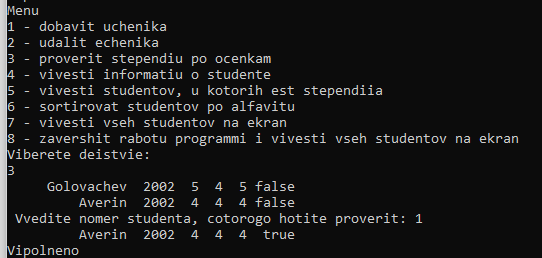 Menu
1 - dobavit uchenika
2 - udalit echenika
3 - proverit stependiu po ocenkam
4 - vivesti informatiu o studente
5 - vivesti studentov, u kotorih est stependiia
6 - sortirovat studentov po alfavitu
7 - vivesti vseh studentov na ekran
8 - zavershit rabotu programmi i vivesti vseh studentov na ekran
Viberete deistvie:
3
Golovachev 2002 5 4 5 false
Averin 2002 4 4 4 false
Vvedite nomer studenta, cotorogo hotite proverit: 1
Averin 2002 4 4 4 true
Vipolneno